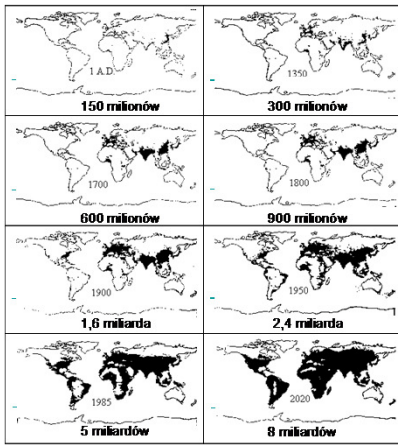 1 A.D.
1350
150 milionów
300 milionów
1700
1800
600 milionów
900 milionów
1900
1950
1,6 miliarda
2,4 miliarda
1985
2020
5 miliardów
8 miliardów